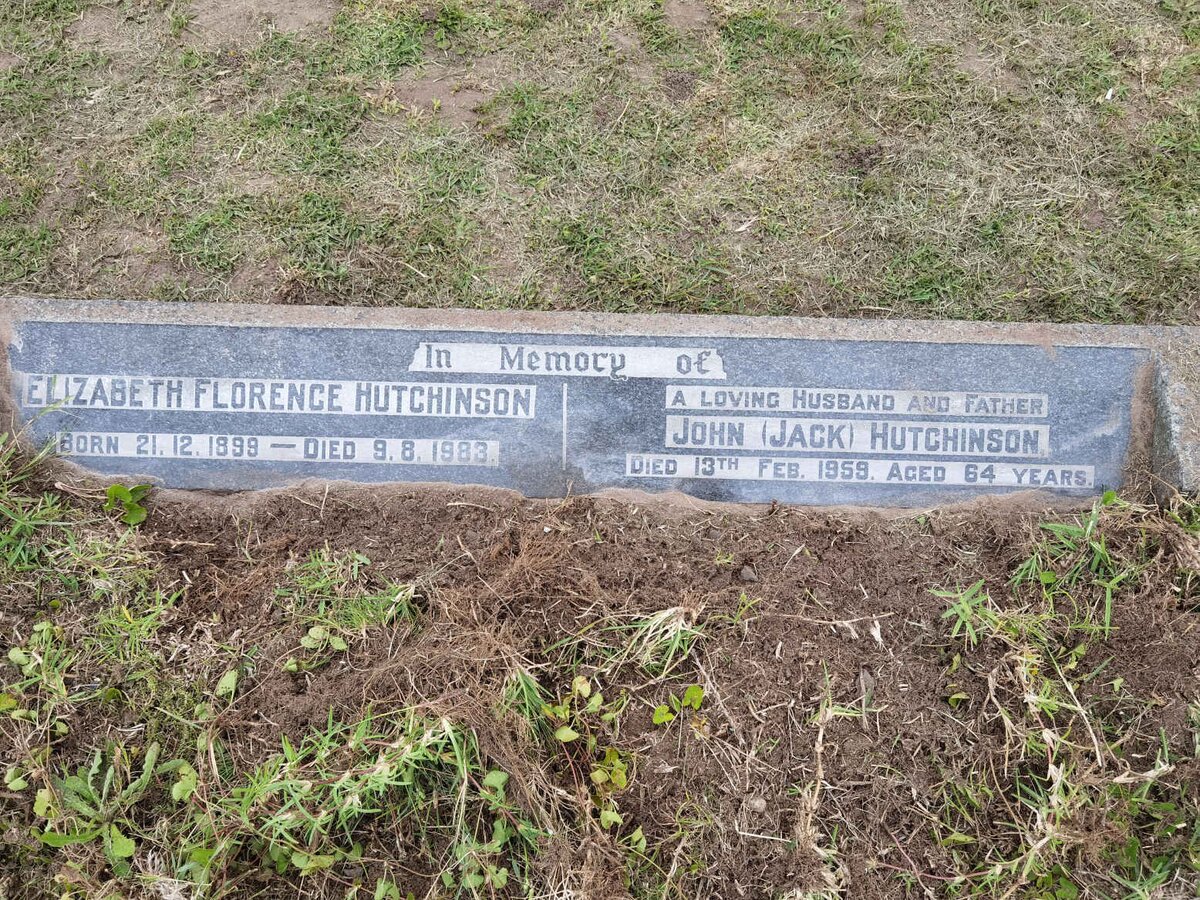 In Memory of
ELIZABETH FLORENCE HUTCHINSON
BORN 21.12.1899 — DIED 9.8.1983.
A LOVING HUSBAND AND FATHER
JOHN (JACK) HUTCHINSON
DIED 13TH FEB. 1959. AGED 64 YEARS.